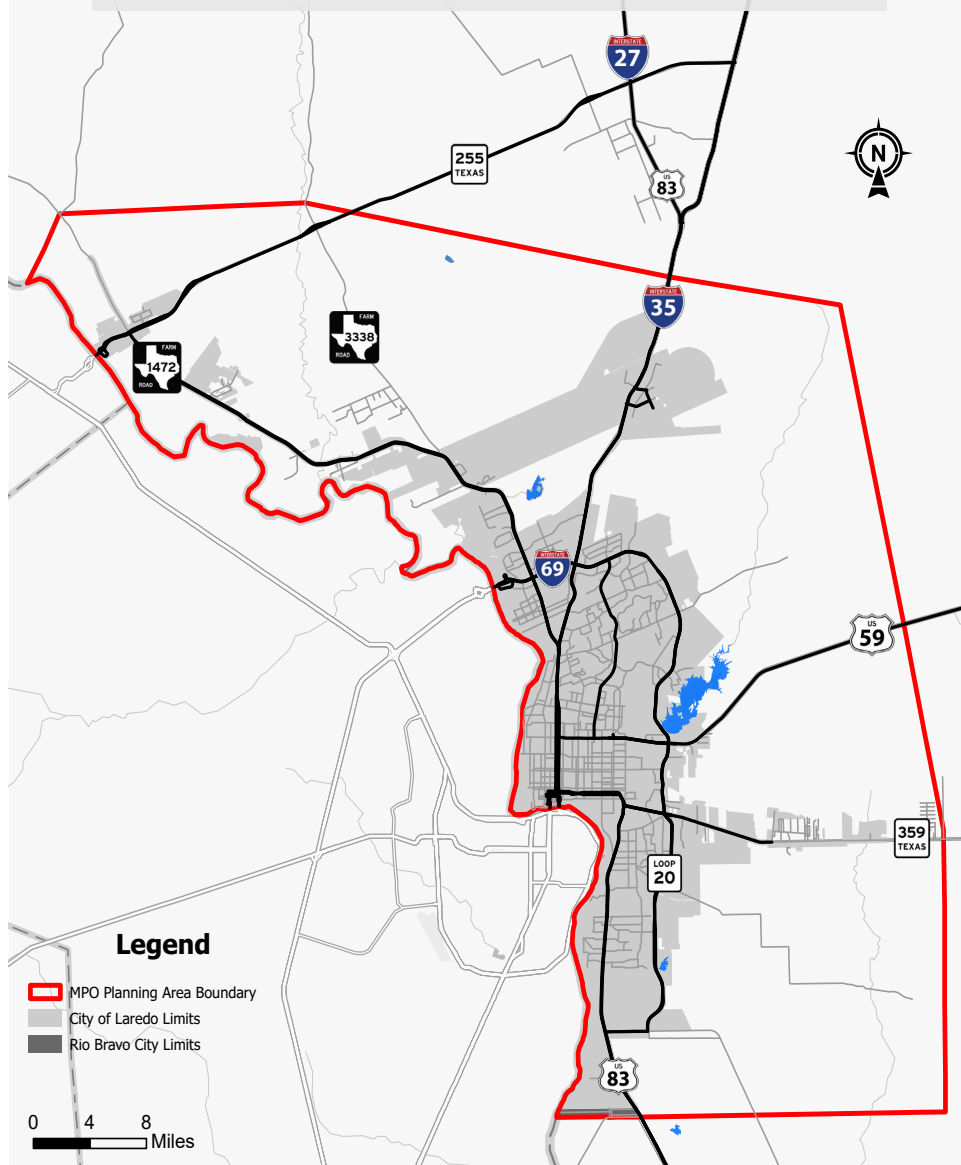 INTERSTATE
27
255
TEXAS
N
US
83
INTERSTATE
35
FARM
3338
ROAD
FARM
1472
ROAD
INTERSTATE
69
US
59
359
TEXAS
LOOP
20
Legend
MPO Planning Area Boundary
City of Laredo Limits
Rio Bravo City Limits
US
83
0 4 8
Miles